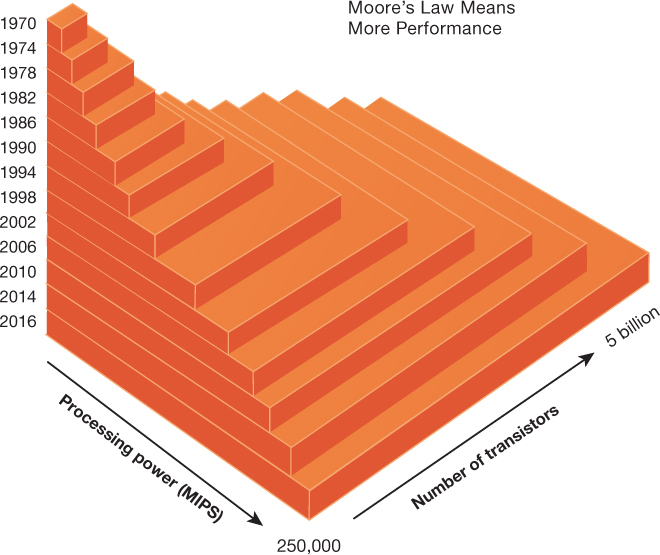 Moore’s Law Means
More Performance
1970
1974
1978
1982
1986
1990
1994
1998
2002
2006
2010
2014
2016
5 billion
Processing power (MIPS)
Number of transistors
250,000